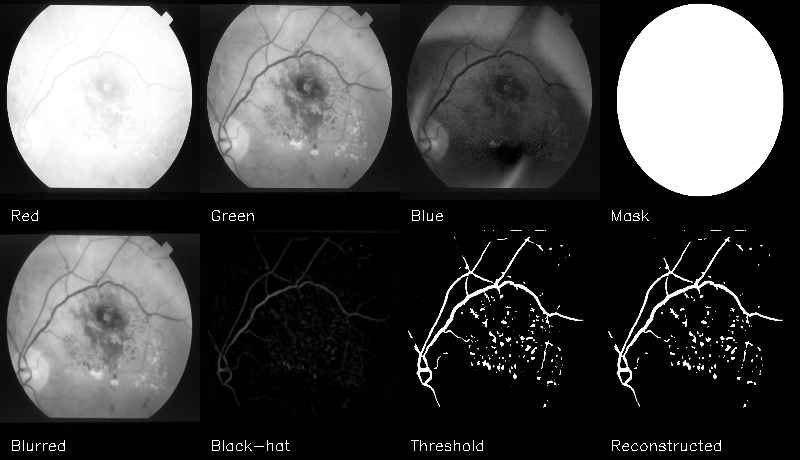 Red
Green
Blue
Mask
Blurred
Black-hat
Threshold
Reconstructed